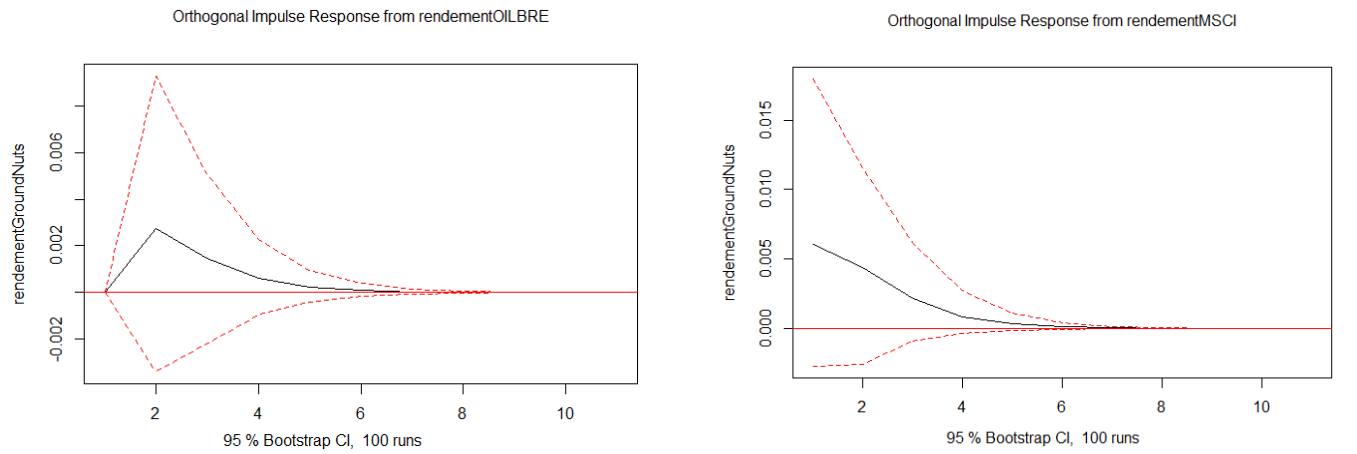 Orthogonal Impulse Response from rendementOILBRE
rendementGroundNuts
0.006
0.002
-0.002
2 4 6 8 10
95 % Bootstrap CI, 100 runs
Orthogonal Impulse Response from rendementMSCI
rendementGroundNuts
0.015
0.010
0.005
0.000
2 4 6 8 10
95 % Bootstrap CI, 100 runs